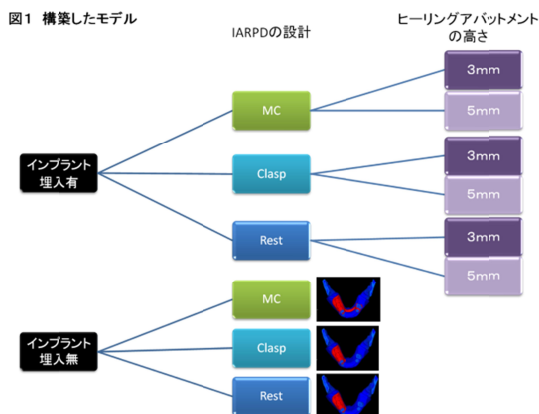 図1 構築したモデル
IARPDの設計
ヒーリングアバットメント
の高さ
インプラント
埋入有
MC
3mm
5mm
Clasp
3mm
5mm
Rest
3mm
5mm
インプラント
埋入無
MC
Clasp
Rest